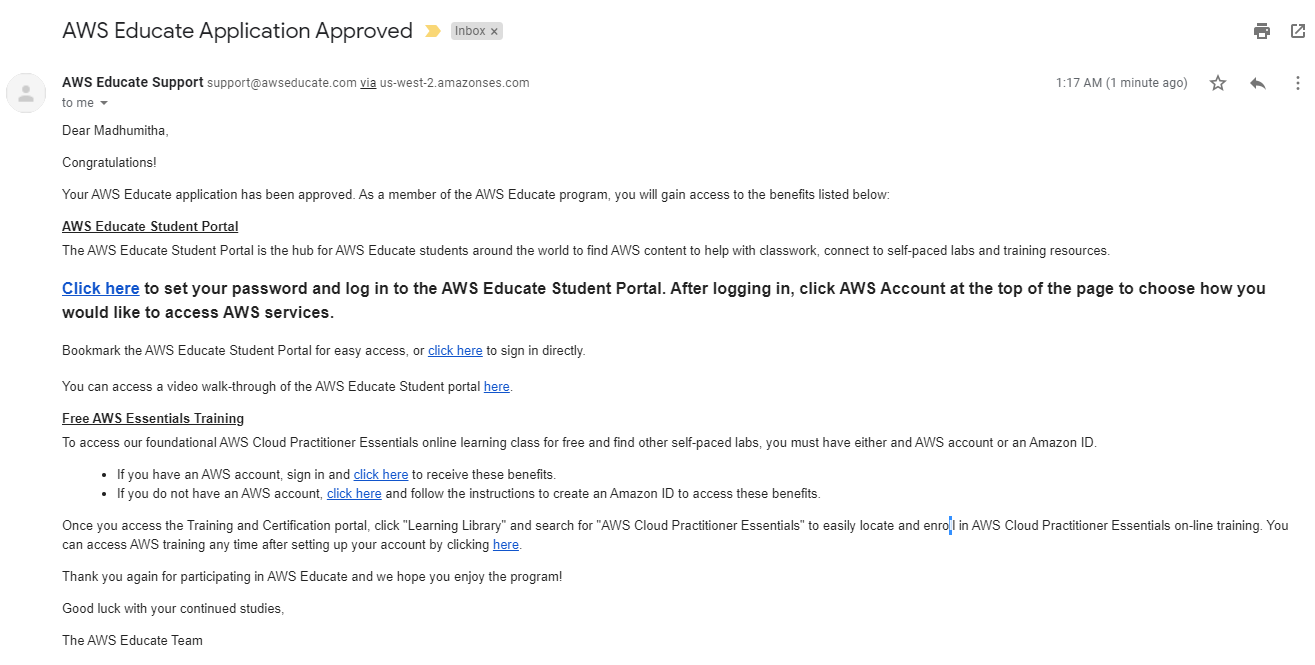 AWS Educate Application Approved Inbox ×
AWS Educate Support support@awseducate.com via us-west-2.amazonses.com 1:17 AM (1 minute ago)
to me
Dear Madhumitha,
Congratulations!
Your AWS Educate application has been approved. As a member of the AWS Educate program, you will gain access to the benefits listed below:
AWS Educate Student Portal
The AWS Educate Student Portal is the hub for AWS Educate students around the world to find AWS content to help with classwork, connect to self-paced labs and training resources.
Click here to set your password and log in to the AWS Educate Student Portal. After logging in, click AWS Account at the top of the page to choose how you
would like to access AWS services.
Bookmark the AWS Educate Student Portal for easy access, or click here to sign in directly.
You can access a video walk-through of the AWS Educate Student portal here.
Free AWS Essentials Training
To access our foundational AWS Cloud Practitioner Essentials online learning class for free and find other self-paced labs, you must have either and AWS account or an Amazon ID.
• If you have an AWS account, sign in and click here to receive these benefits.
• If you do not have an AWS account, click here and follow the instructions to create an Amazon ID to access these benefits.
Once you access the Training and Certification portal, click "Learning Library" and search for "AWS Cloud Practitioner Essentials" to easily locate and enroll in AWS Cloud Practitioner Essentials on-line training. You
can access AWS training any time after setting up your account by clicking here.
Thank you again for participating in AWS Educate and we hope you enjoy the program!
Good luck with your continued studies,
The AWS Educate Team